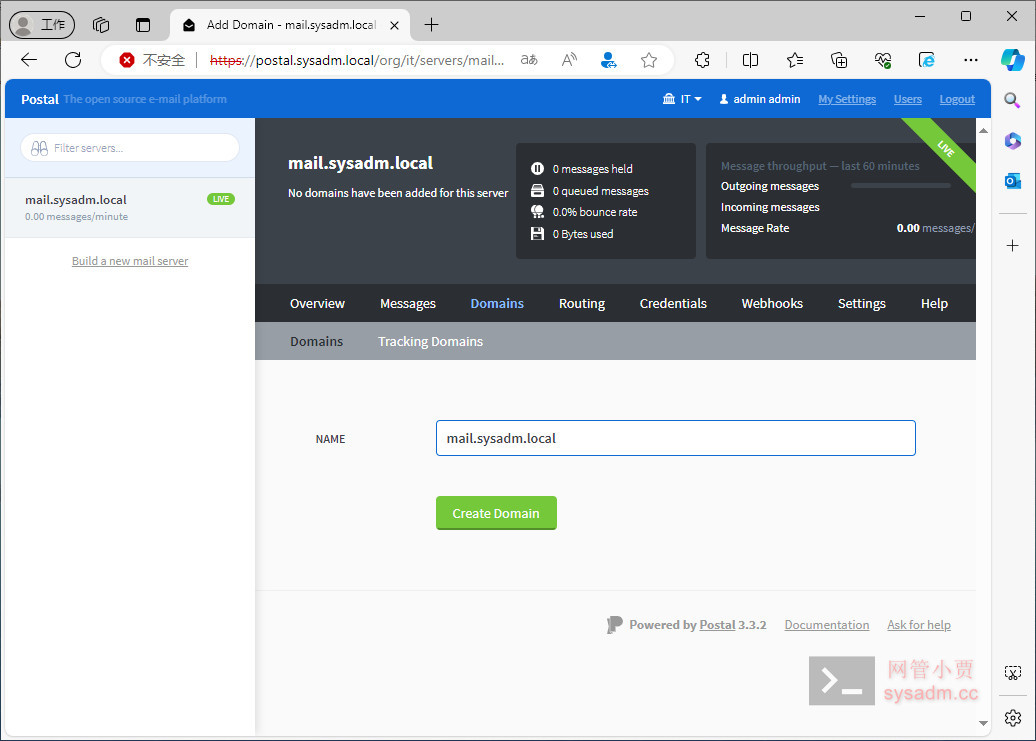 工作
Add Domain - mail.sysadm.local
不安全
https://postal.sysadm.local/org/it/servers/mail...
Postal The open source e-mail platform
IT
admin admin
My Settings
Users
Logout
Filter servers...
mail.sysadm.local
LIVE
0.00 messages/minute
Build a new mail server
mail.sysadm.local
No domains have been added for this server
0 messages held
0 queued messages
0.0% bounce rate
0 Bytes used
Message throughput — last 60 minutes
Outgoing messages
Incoming messages
Message Rate
0.00 messages/
LIVE
Overview
Messages
Domains
Routing
Credentials
Webhooks
Settings
Help
Domains
Tracking Domains
NAME
mail.sysadm.local
Create Domain
Powered by Postal 3.3.2
Documentation
Ask for help
网管小贾
sysadm.cc